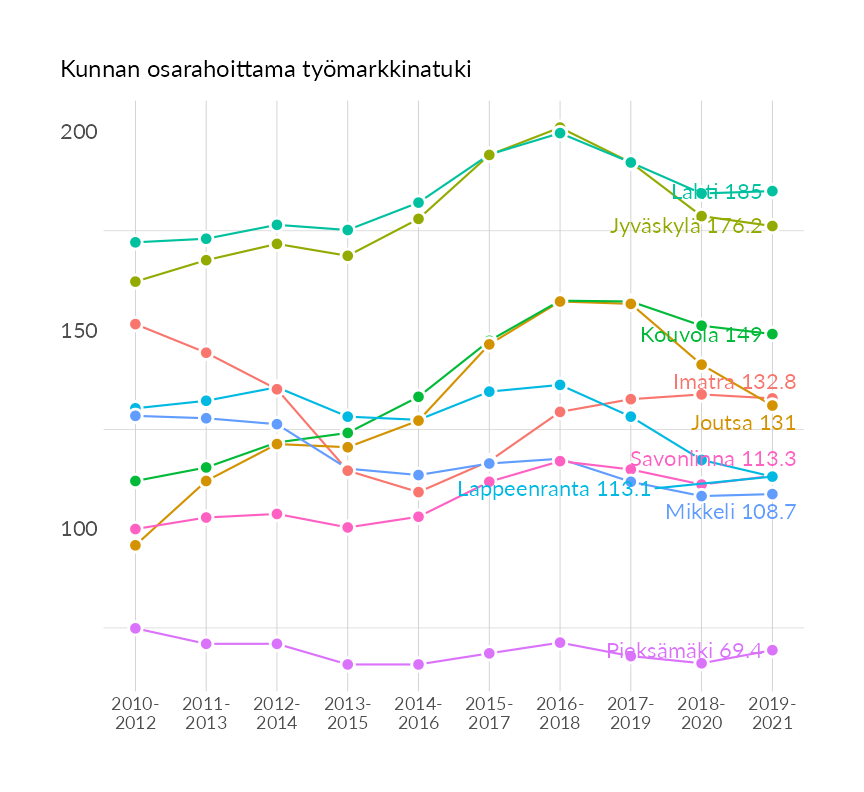 Kunnan osarahoittama työmarkkinatuki
200
Lahti 185
Jyväskylä 176.2
150
Kouvola 149
Imatra 132.8
Joutsa 131
Savonlinna 113.3
Lappeenranta 113.1
Mikkeli 108.7
100
Pieksämäki 69.4
2010- 2011- 2012- 2013- 2014- 2015- 2016- 2017- 2018- 2019-
2012 2013 2014 2015 2016 2017 2018 2019 2020 2021